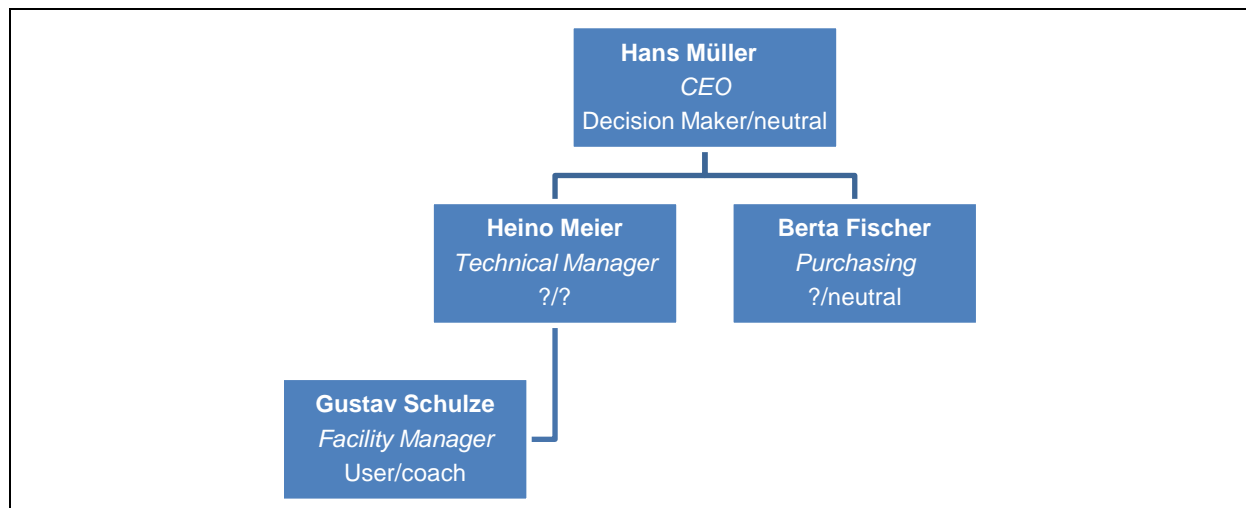 Hans Müller
CEO
Decision Maker/neutral
Heino Meier
Technical Manager
?/?
Berta Fischer
Purchasing
?/neutral
Gustav Schulze
Facility Manager
User/coach